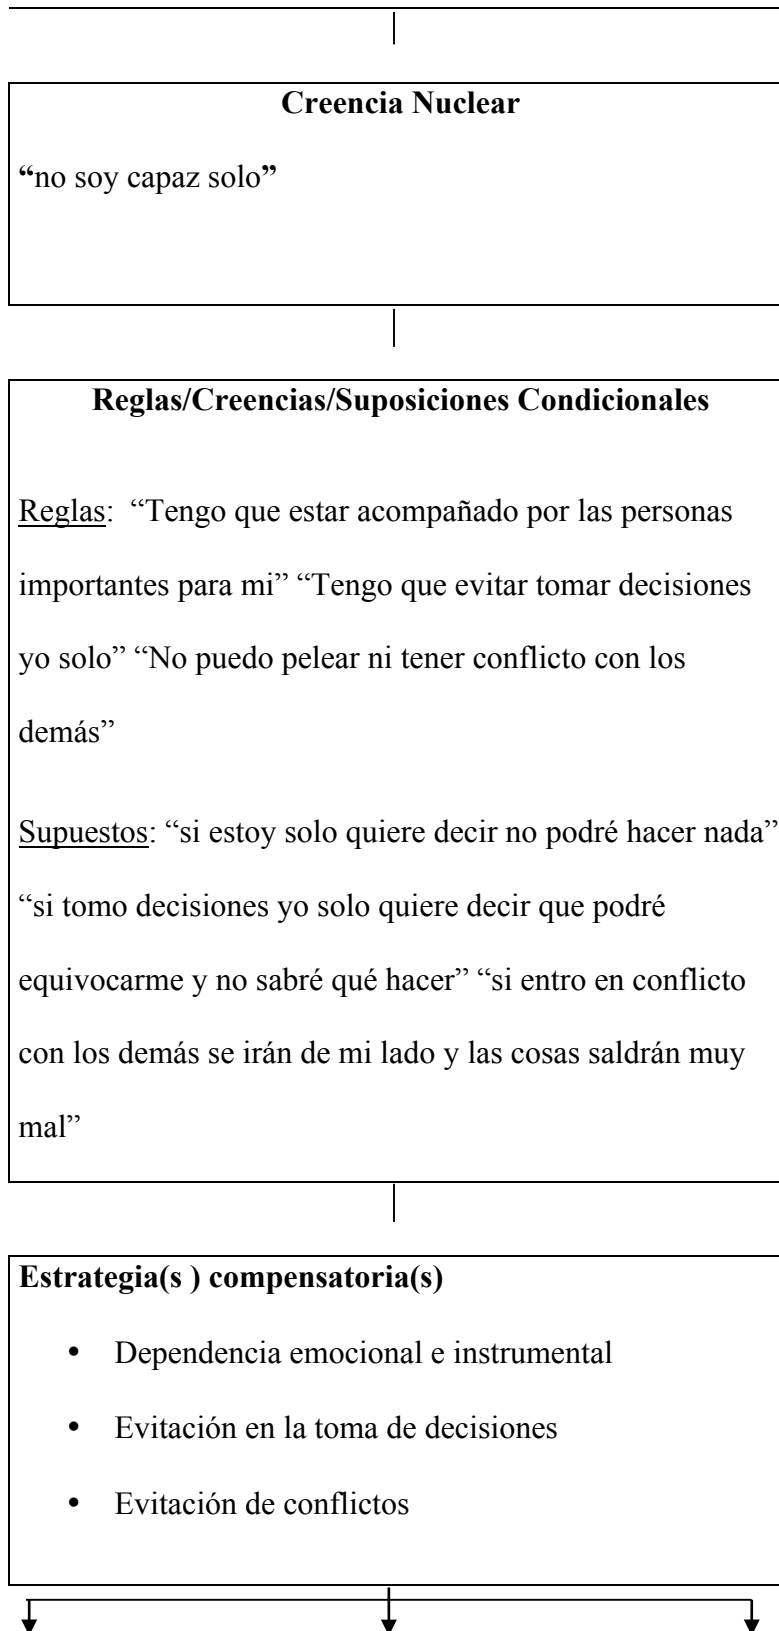 Creencia Nuclear
“no soy capaz solo”
Reglas/Creencias/Suposiciones Condicionales
Reglas: “Tengo que estar acompañado por las personas
importantes para mi” “Tengo que evitar tomar decisiones
yo solo” “No puedo pelear ni tener conflicto con los
demás”
Supuestos: “si estoy solo quiere decir no podré hacer nada”
“si tomo decisiones yo solo quiere decir que podré
equivocarme y no sabré qué hacer” “si entro en conflicto
con los demás se irán de mi lado y las cosas saldrán muy
mal”
Estrategia(s ) compensatoria(s)
• Dependencia emocional e instrumental
• Evitación en la toma de decisiones
• Evitación de conflictos